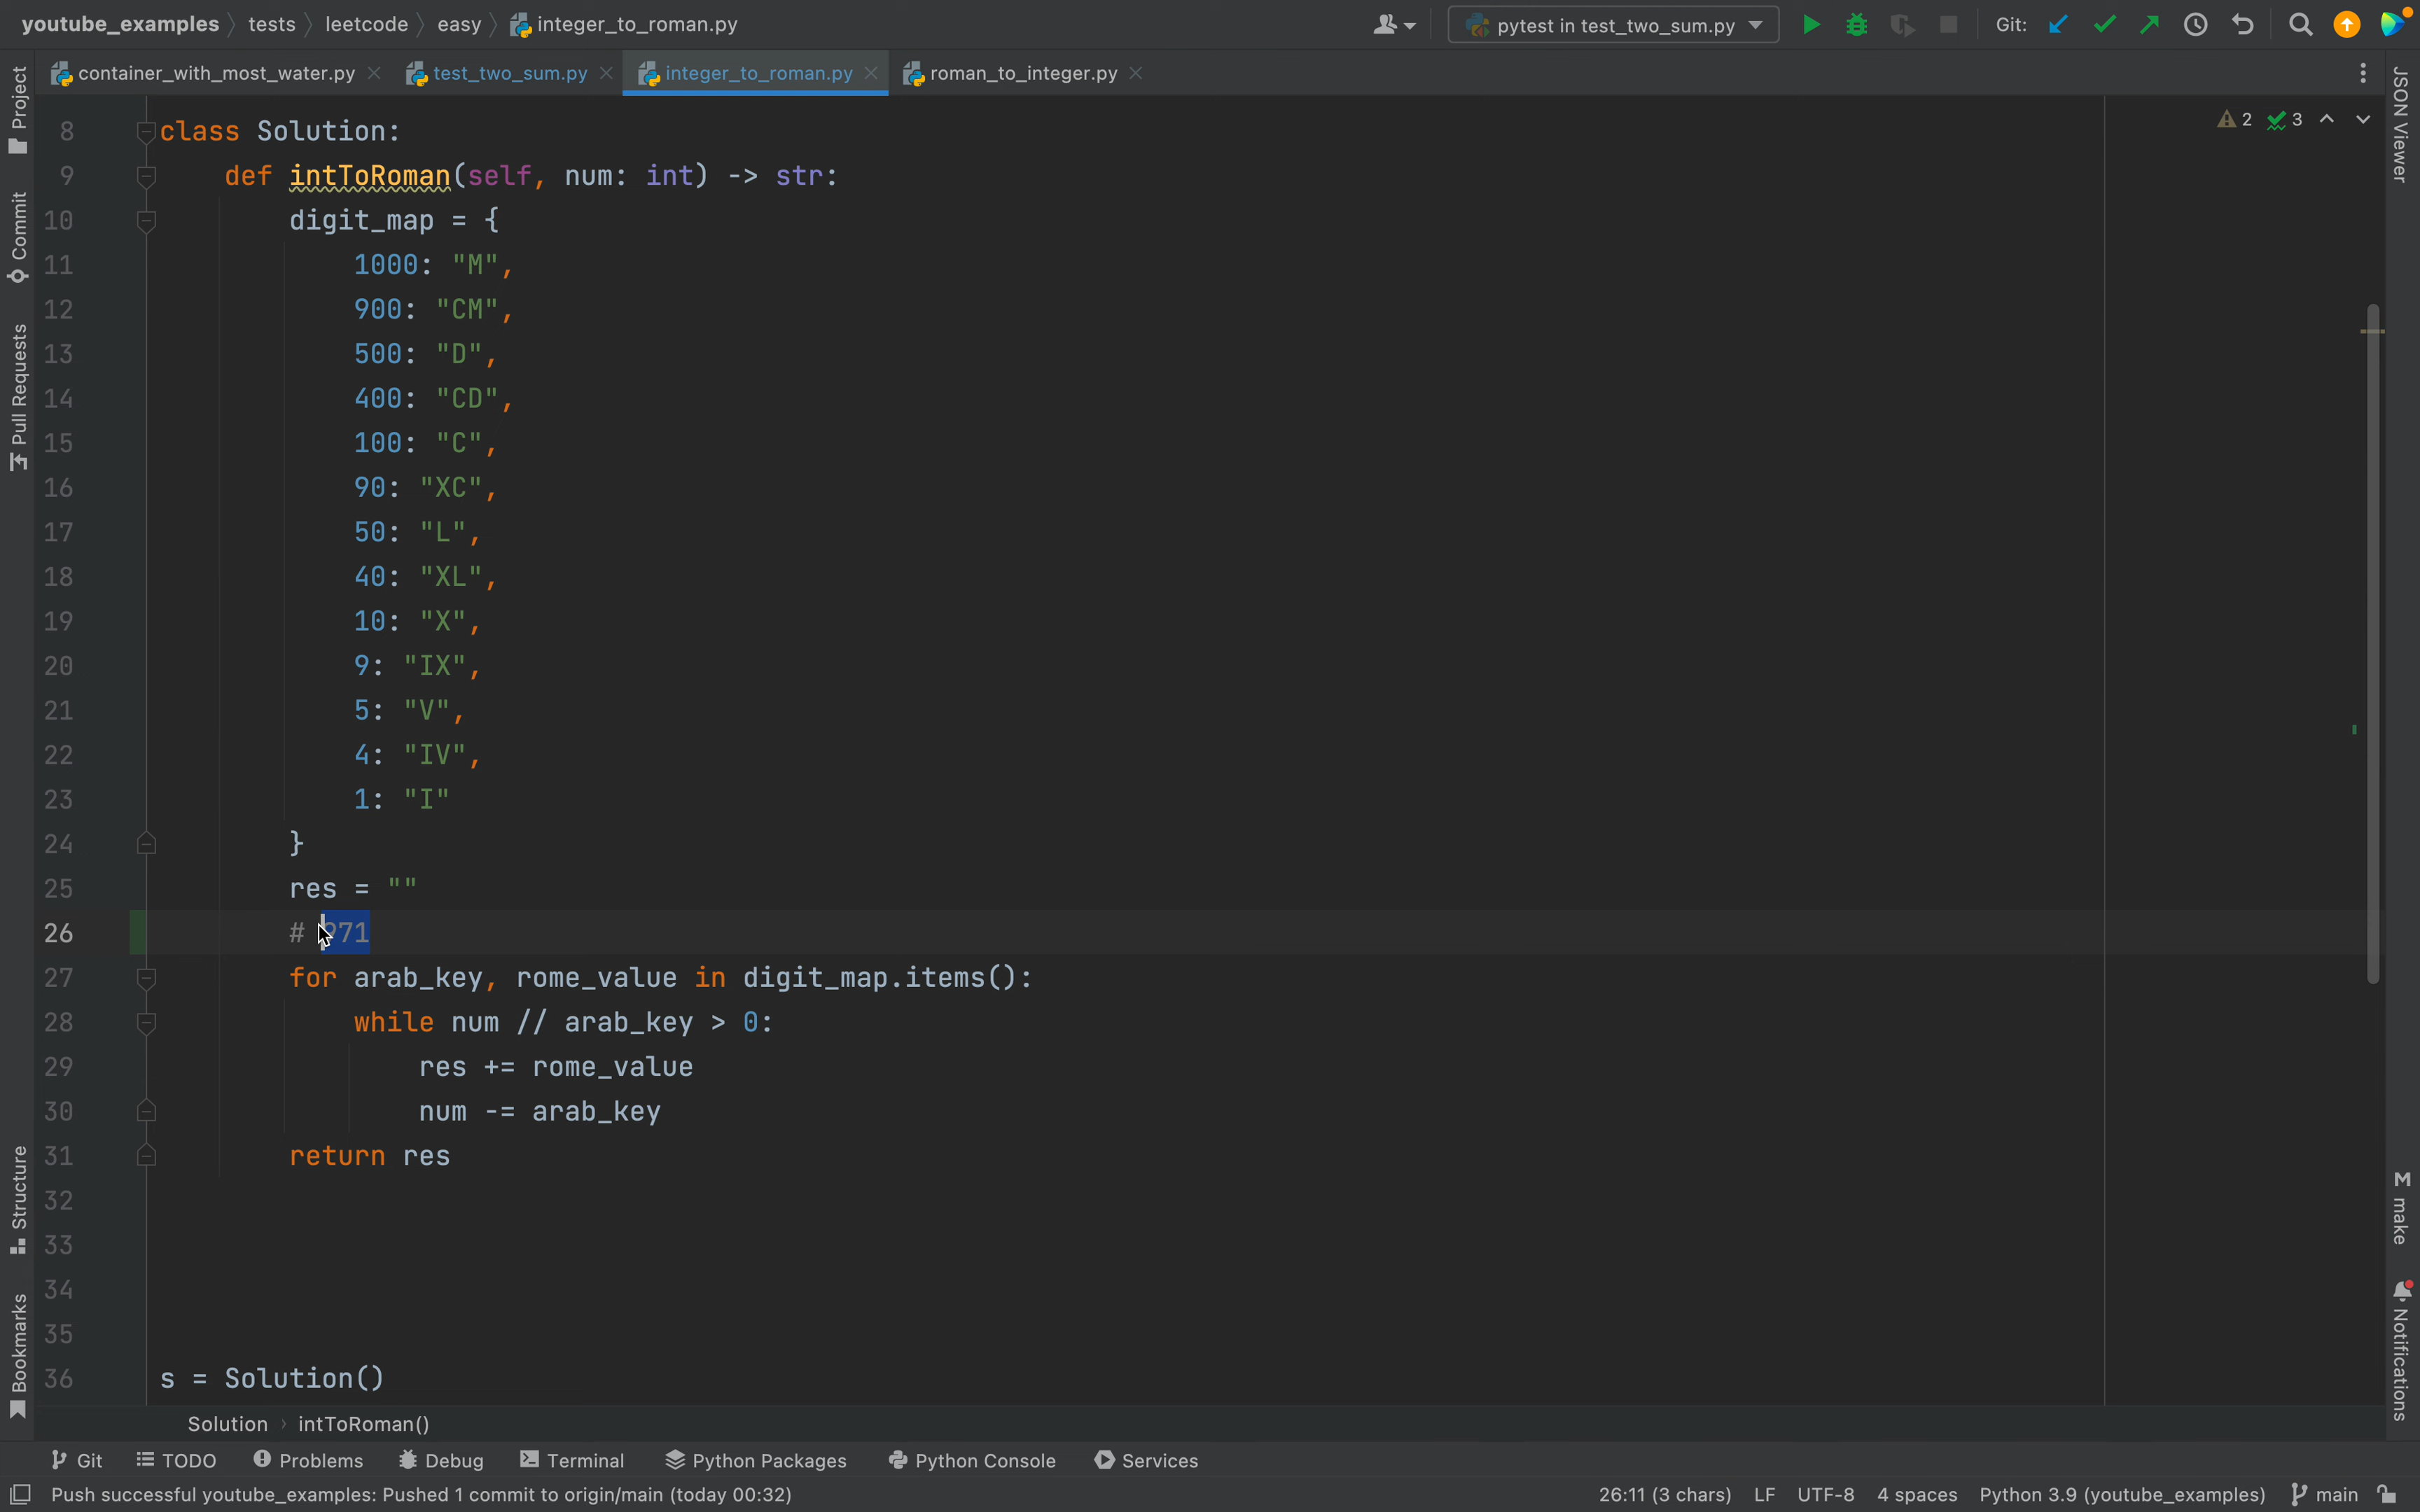 youtube_examples tests leetcode easy integer_to_roman.py pytest in test_two_sum.py Git:
container_with_most_water.py test_two_sum.py integer_to_roman.py roman_to_integer.py
Project
Commit
Pull Requests
Structure
Bookmarks
2 3
8 class Solution:
9 def intToRoman(self, num: int) -> str:
10 digit_map = {
11 1000: "M",
12 900: "CM",
13 500: "D",
14 400: "CD",
15 100: "C",
16 90: "XC",
17 50: "L",
18 40: "XL",
19 10: "X",
20 9: "IX",
21 5: "V",
22 4: "IV",
23 1: "I"
24 }
25 res = ""
26 # 971
27 for arab_key, rome_value in digit_map.items():
28 while num // arab_key > 0:
29 res += rome_value
30 num -= arab_key
31 return res
32
33
34
35
36 s = Solution()
JSON Viewer
M make
Notifications
Solution intToRoman()
Git TODO Problems Debug Terminal Python Packages Python Console Services
Push successful youtube_examples: Pushed 1 commit to origin/main (today 00:32) 26:11 (3 chars) LF UTF-8 4 spaces Python 3.9 (youtube_examples) main